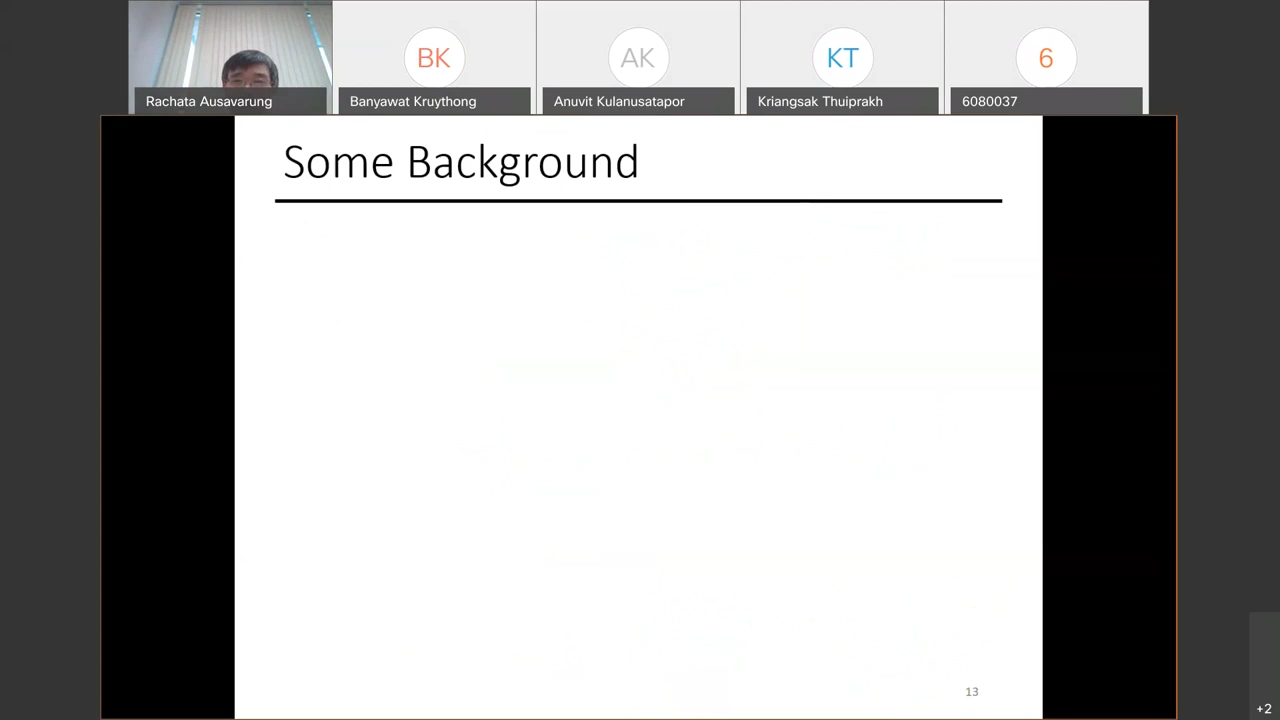 BK
AK
KT
6
Rachata Ausavarung
Banyawat Kruythong
Anuvit Kulanusatapor
Kriangsak Thuiprakh
6080037
Some Background
13
+2